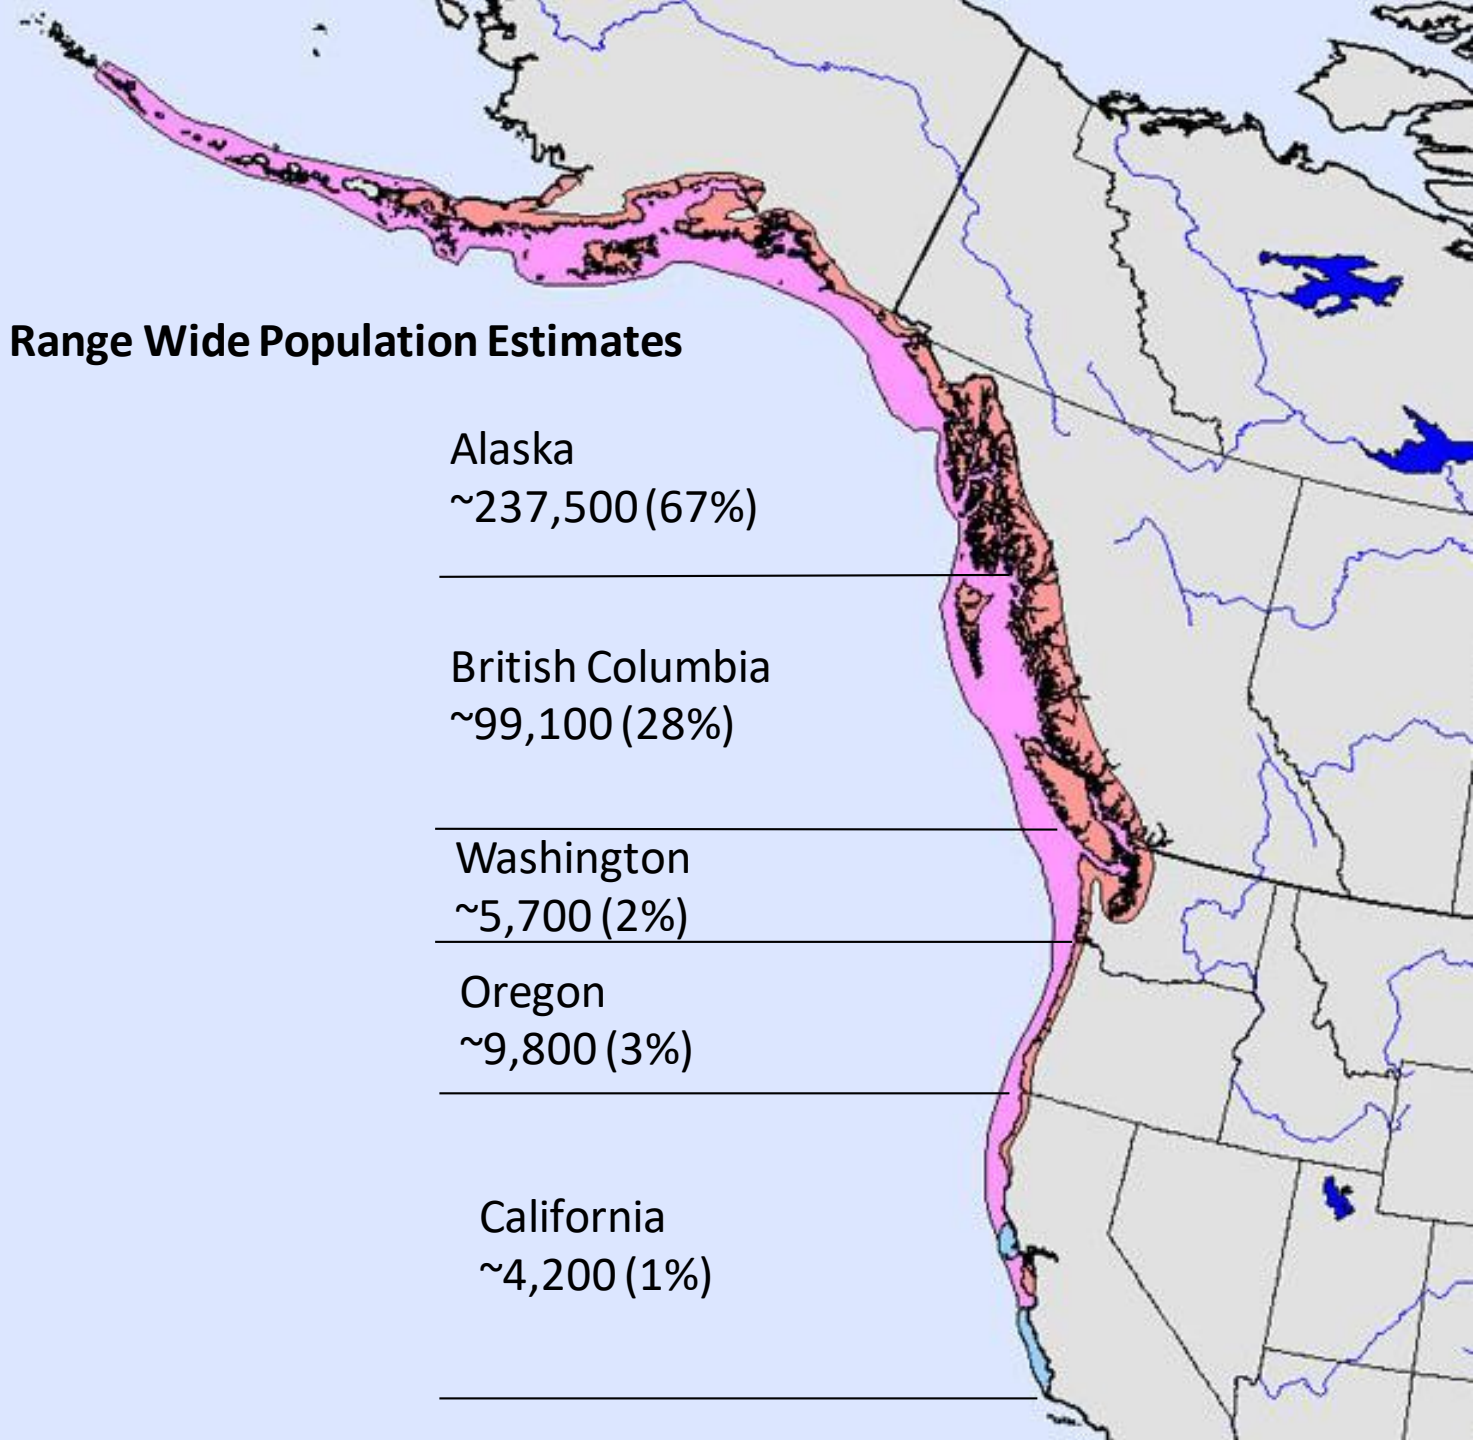 Range Wide Population Estimates
Alaska
~237,500 (67%)
British Columbia
~99,100 (28%)
Washington
~5,700 (2%)
Oregon
~9,800 (3%)
California
~4,200 (1%)